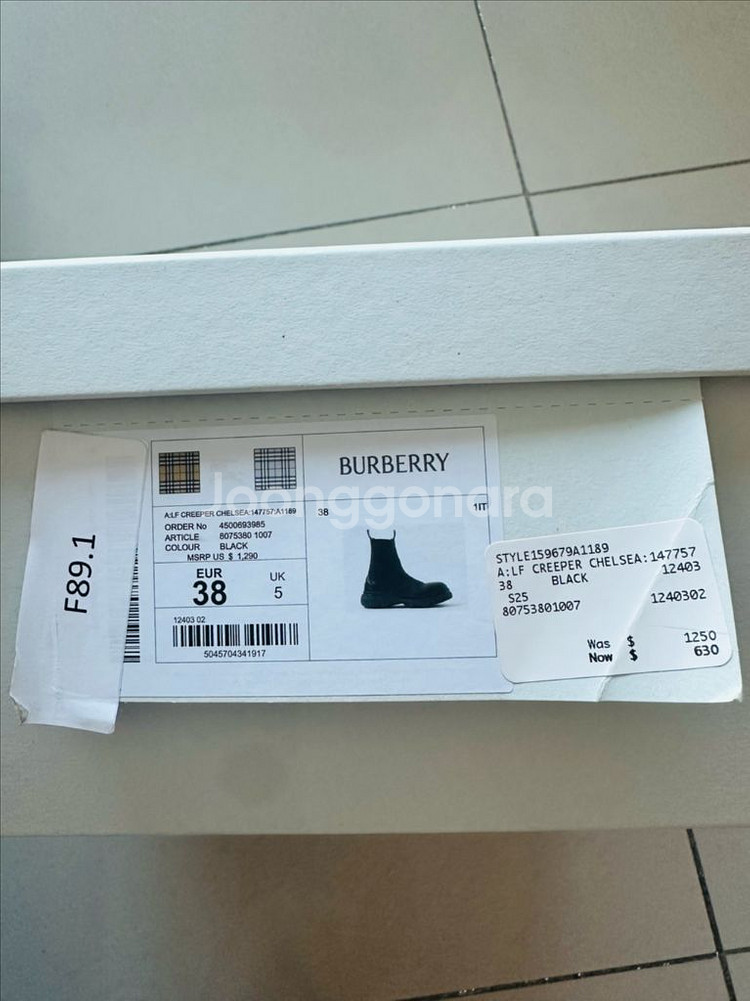 F89.1
A:LF CREEPER CHELSEA:147757:A1189
ORDER No 4500693985
ARTICLE 8075380 1007
COLOUR BLACK
MSRP US $ 1,290
EUR UK
38 5
12403 02
5045704341917
BURBERRY
38 1IT
joonggonara
STYLE159679A1189
A:LF CREEPER CHELSEA:147757
38 BLACK 12403
S25
80753801007 1240302
Was $ 1250
Now $ 630